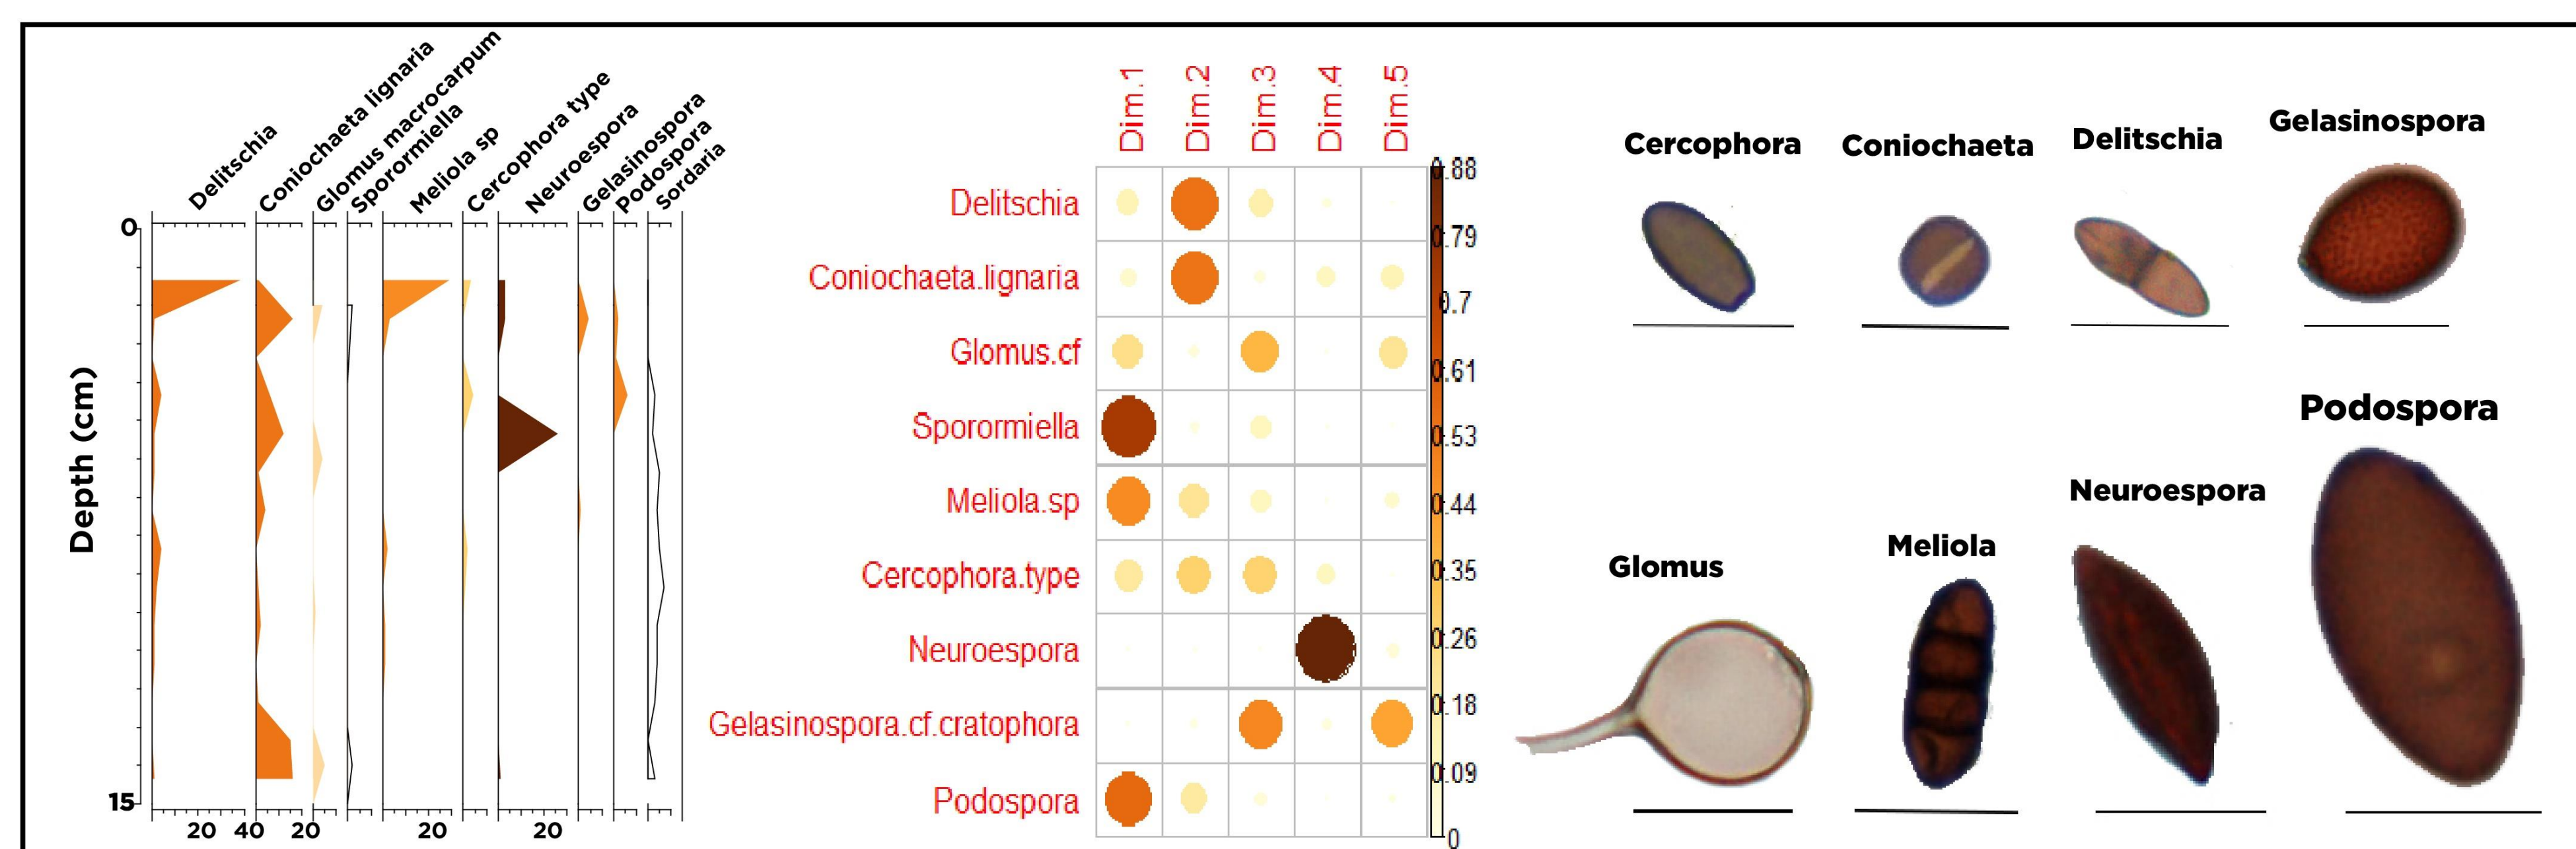 Delitschia
Coniochaeta lignaria
Glomus macrocarpum
Sporormiella
Meliola sp
Cercophora type
Neuroespora
Gelasinospora
Podospora
Sordaria
0
Depth (cm)
15
20 40 20 20 20
Dim.1 Dim.2 Dim.3 Dim.4 Dim.5
Delitschia
Coniochaeta.lignaria
Glomus.cf
Sporormiella
Meliola.sp
Cercophora.type
Neuroespora
Gelasinospora.cf.cratophora
Podospora
0.88
0.79
0.7
0.61
0.53
0.44
0.35
0.26
0.18
0.09
0
Cercophora
Coniochaeta
Delitschia
Gelasinospora
Glomus
Meliola
Neuroespora
Podospora